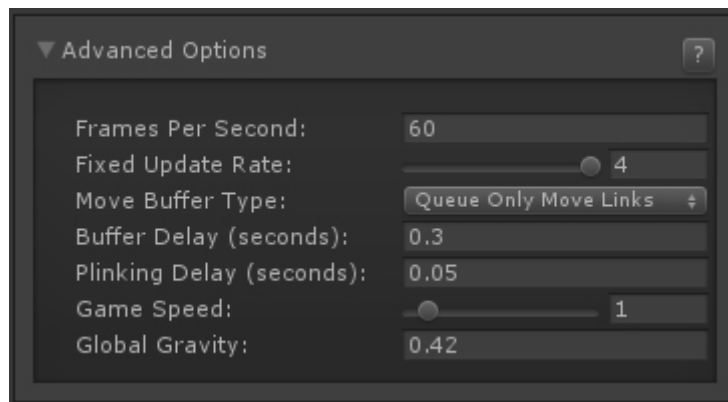 Advanced Options ?
Frames Per Second: 60
Fixed Update Rate: 4
Move Buffer Type: Queue Only Move Links
Buffer Delay (seconds): 0.3
Plinking Delay (seconds): 0.05
Game Speed: 1
Global Gravity: 0.42